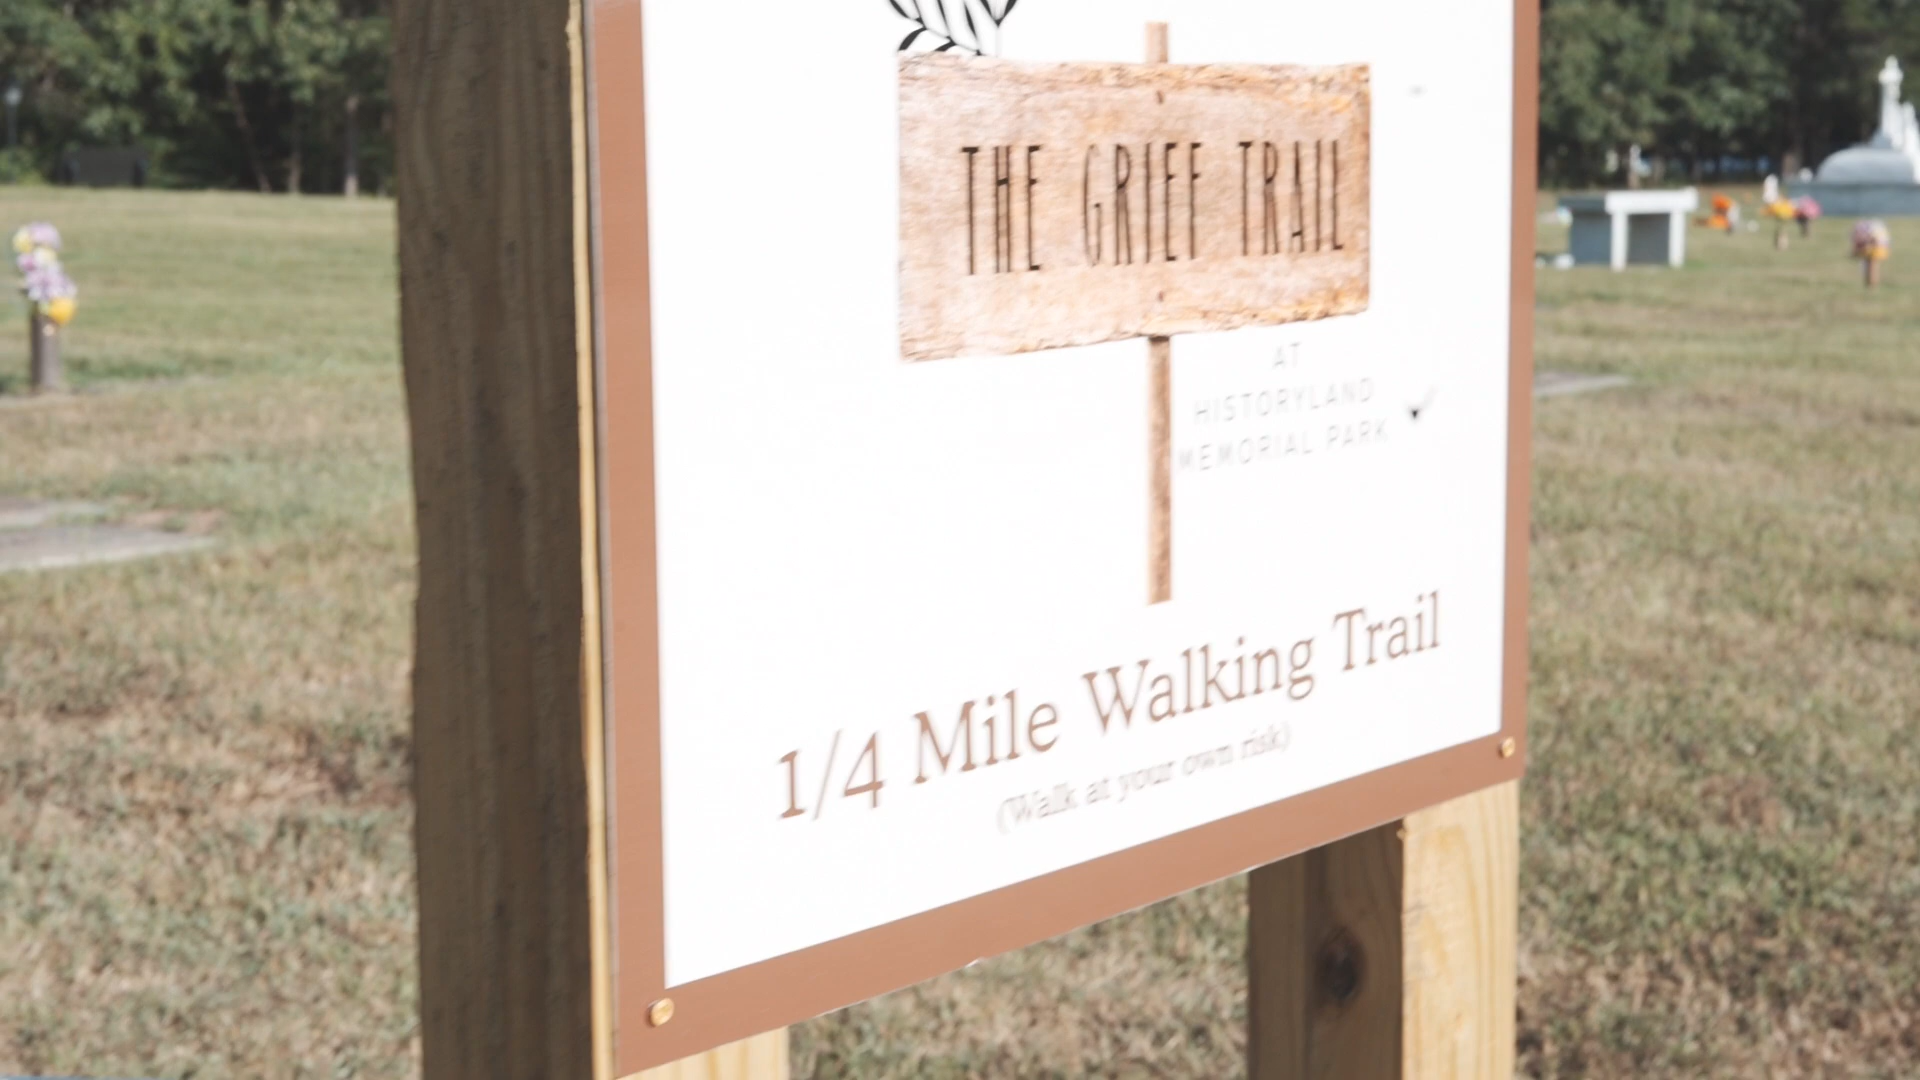 THE GRIEF TRAIL
AT
HISTORYLAND
MEMORIAL PARK
1/4 Mile Walking Trail
(Walk at your own risk)